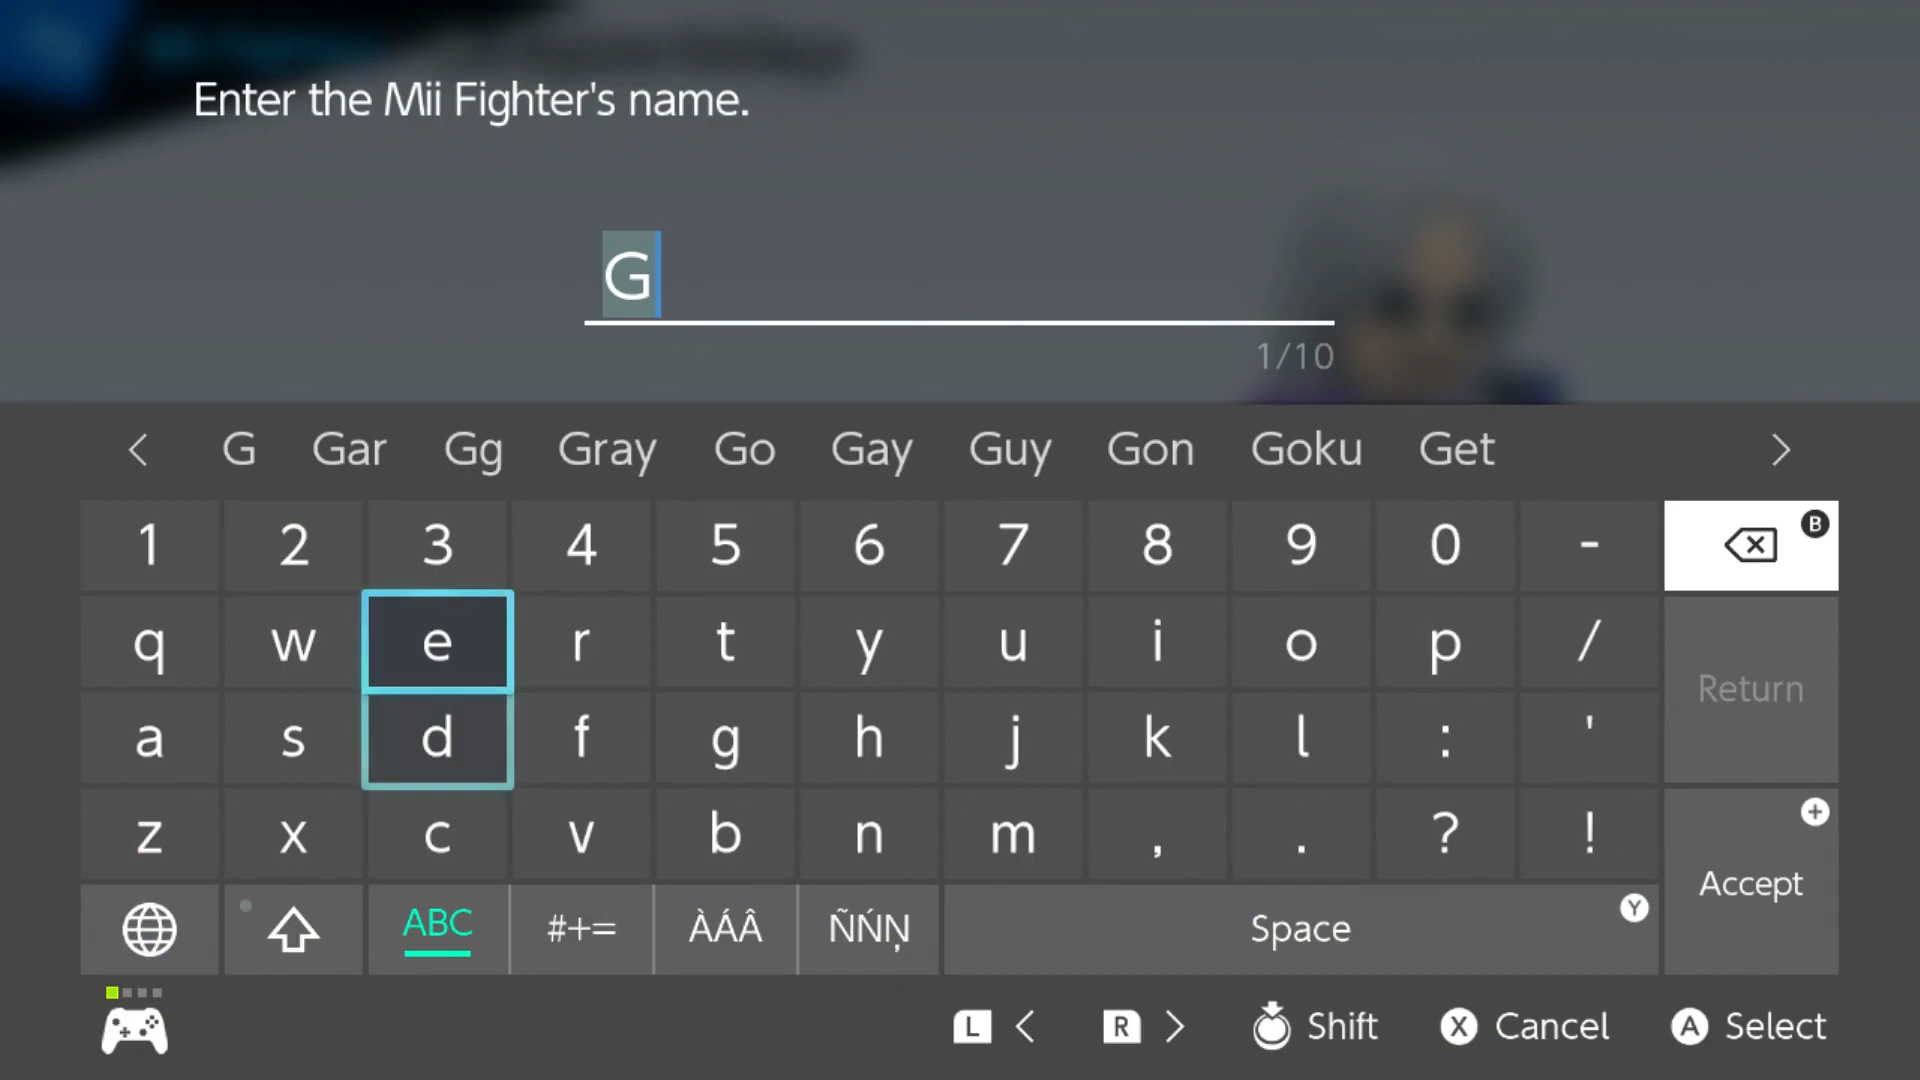 Enter the Mii Fighter's name.
G
1/10
G Gar Gg Gray Go Gay Guy Gon Goku Get
1 2 3 4 5 6 7 8 9 0 - B
q w e r t y u i o p / Return
a s d f g h j k l : '
z x c v b n m , . ? ! + Accept
ABC #+= ÀÁÂ ÑŃŅ Space Y
L < R > Shift X Cancel A Select